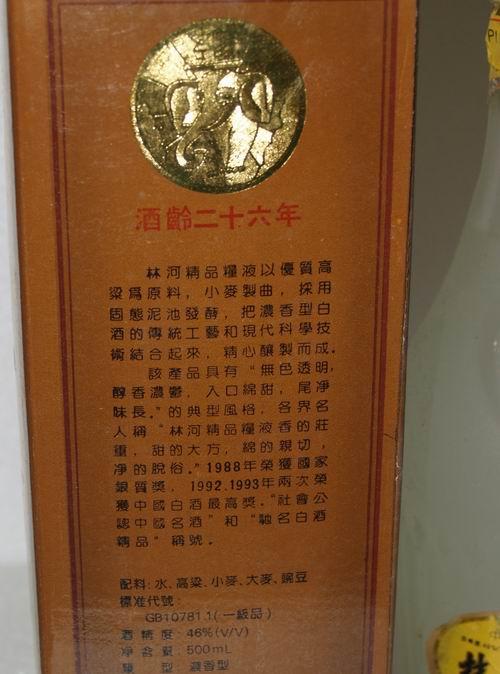 酒齡二十六年
林河精品糧液以優質高
粱爲原料，小麥製曲，採用
固態泥池發酵，把濃香型白
酒的傳統工藝和現代科學技
術結合起來，精心釀製而成。
該產品具有“無色透明，
醇香濃鬱，入口綿甜，尾淨
味長。”的典型風格，各界名
人稱“林河精品糧液香的莊
重，甜的大方，綿的親切，
净的脫俗。”1988年榮獲國家
銀質獎，1992.1993年兩次榮
獲中國白酒最高獎。“社會公
認中國名酒”和“馳名白酒
精品”稱號。
配料：水、高粱、小麥、大麥、豌豆
標准代號：
GB10781.1(一級品)
酒精度：46%(V/V)
净含量：500mL
類型：濃香型
PI